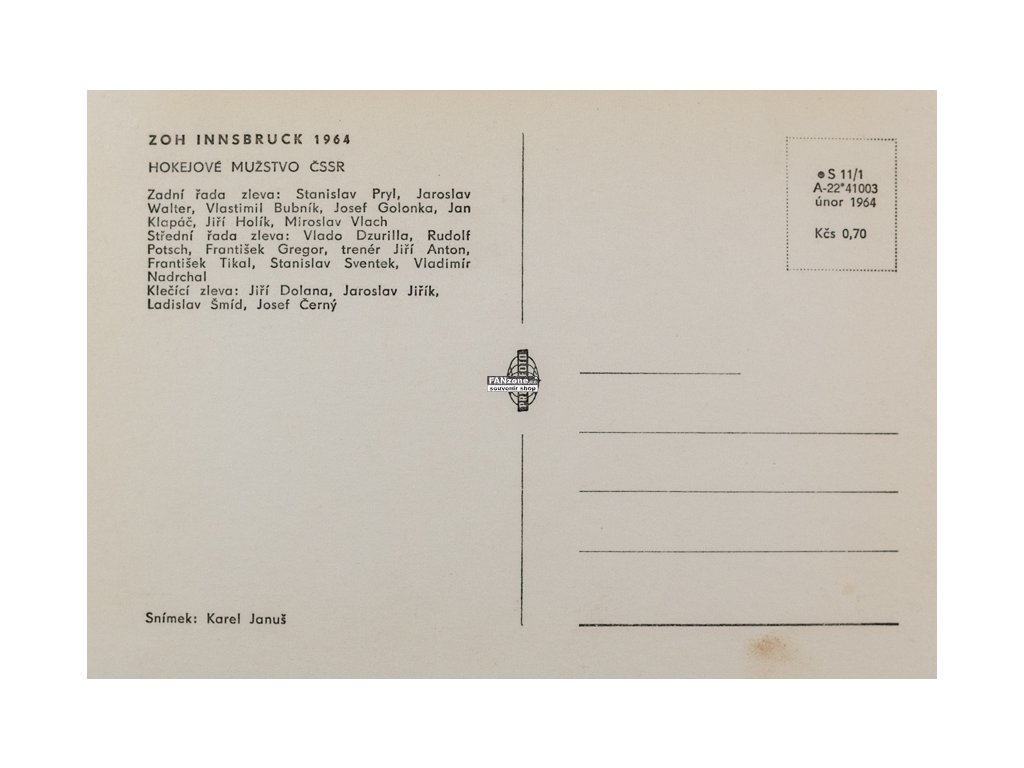 ZOH INNSBRUCK 1964
HOKEJOVÉ MUŽSTVO ČSSR
Zadní řada zleva: Stanislav Pryl, Jaroslav
Walter, Vlastimil Bubník, Josef Golonka, Jan
Klapáč, Jiří Holík, Miroslav Vlach
Střední řada zleva: Vlado Dzurilla, Rudolf
Potsch, František Gregor, trenér Jiří Anton,
František Tikal, Stanislav Sventek, Vladimír
Nadrchal
Klečící zleva: Jiří Dolana, Jaroslav Jiřík,
Ladislav Šmíd, Josef Černý
Snímek: Karel Januš
FANzone.cz
souvenir shop
S 11/1
A-22*41003
únor 1964
Kčs 0,70